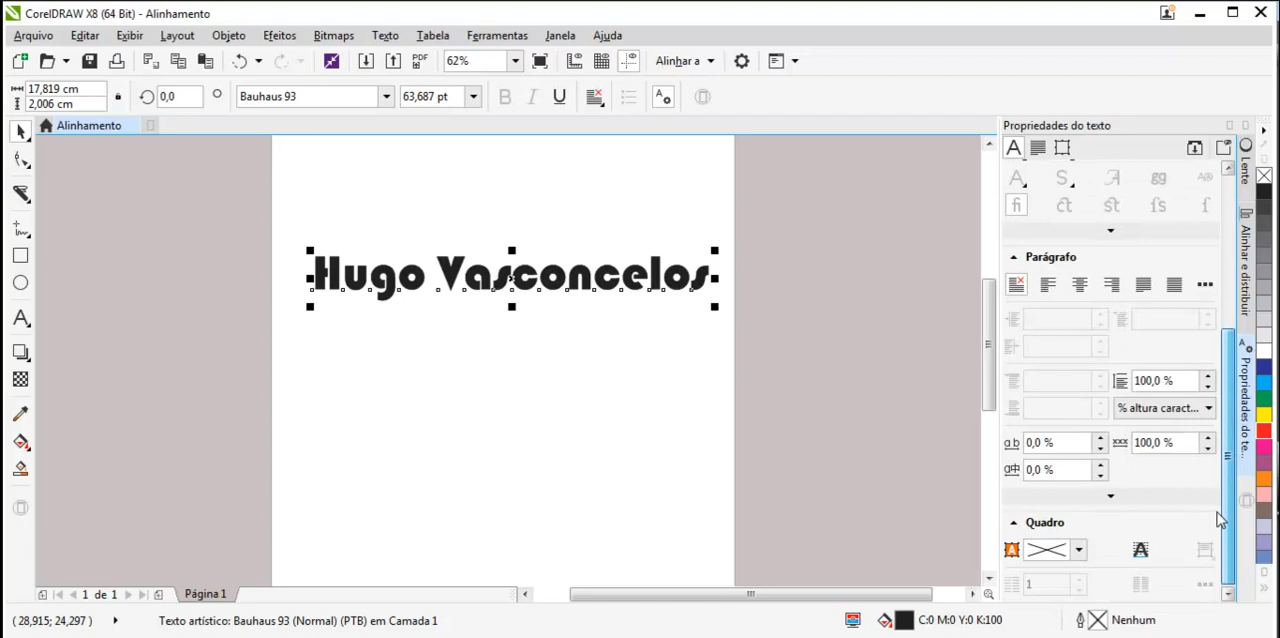 CorelDRAW X8 (64 Bit) - Alinhamento
Arquivo Editar Exibir Layout Objeto Efeitos Bitmaps Texto Tabela Ferramentas Janela Ajuda
PDF 62% Alinhar a
17,819 cm
2,006 cm
0,0 Bauhaus 93 63,687 pt
Alinhamento
Propriedades do texto
Hugo Vasconcelos
Parágrafo
100,0 %
% altura caract...
0,0 % 100,0 %
0,0 %
Quadro
1
Lente
Alinhar e distribuir
Propriedades do te...
1 de 1 Página 1
( 28,915; 24,297 ) Texto artístico: Bauhaus 93 (Normal) (PTB) em Camada 1 C:0 M:0 Y:0 K:100 Nenhum